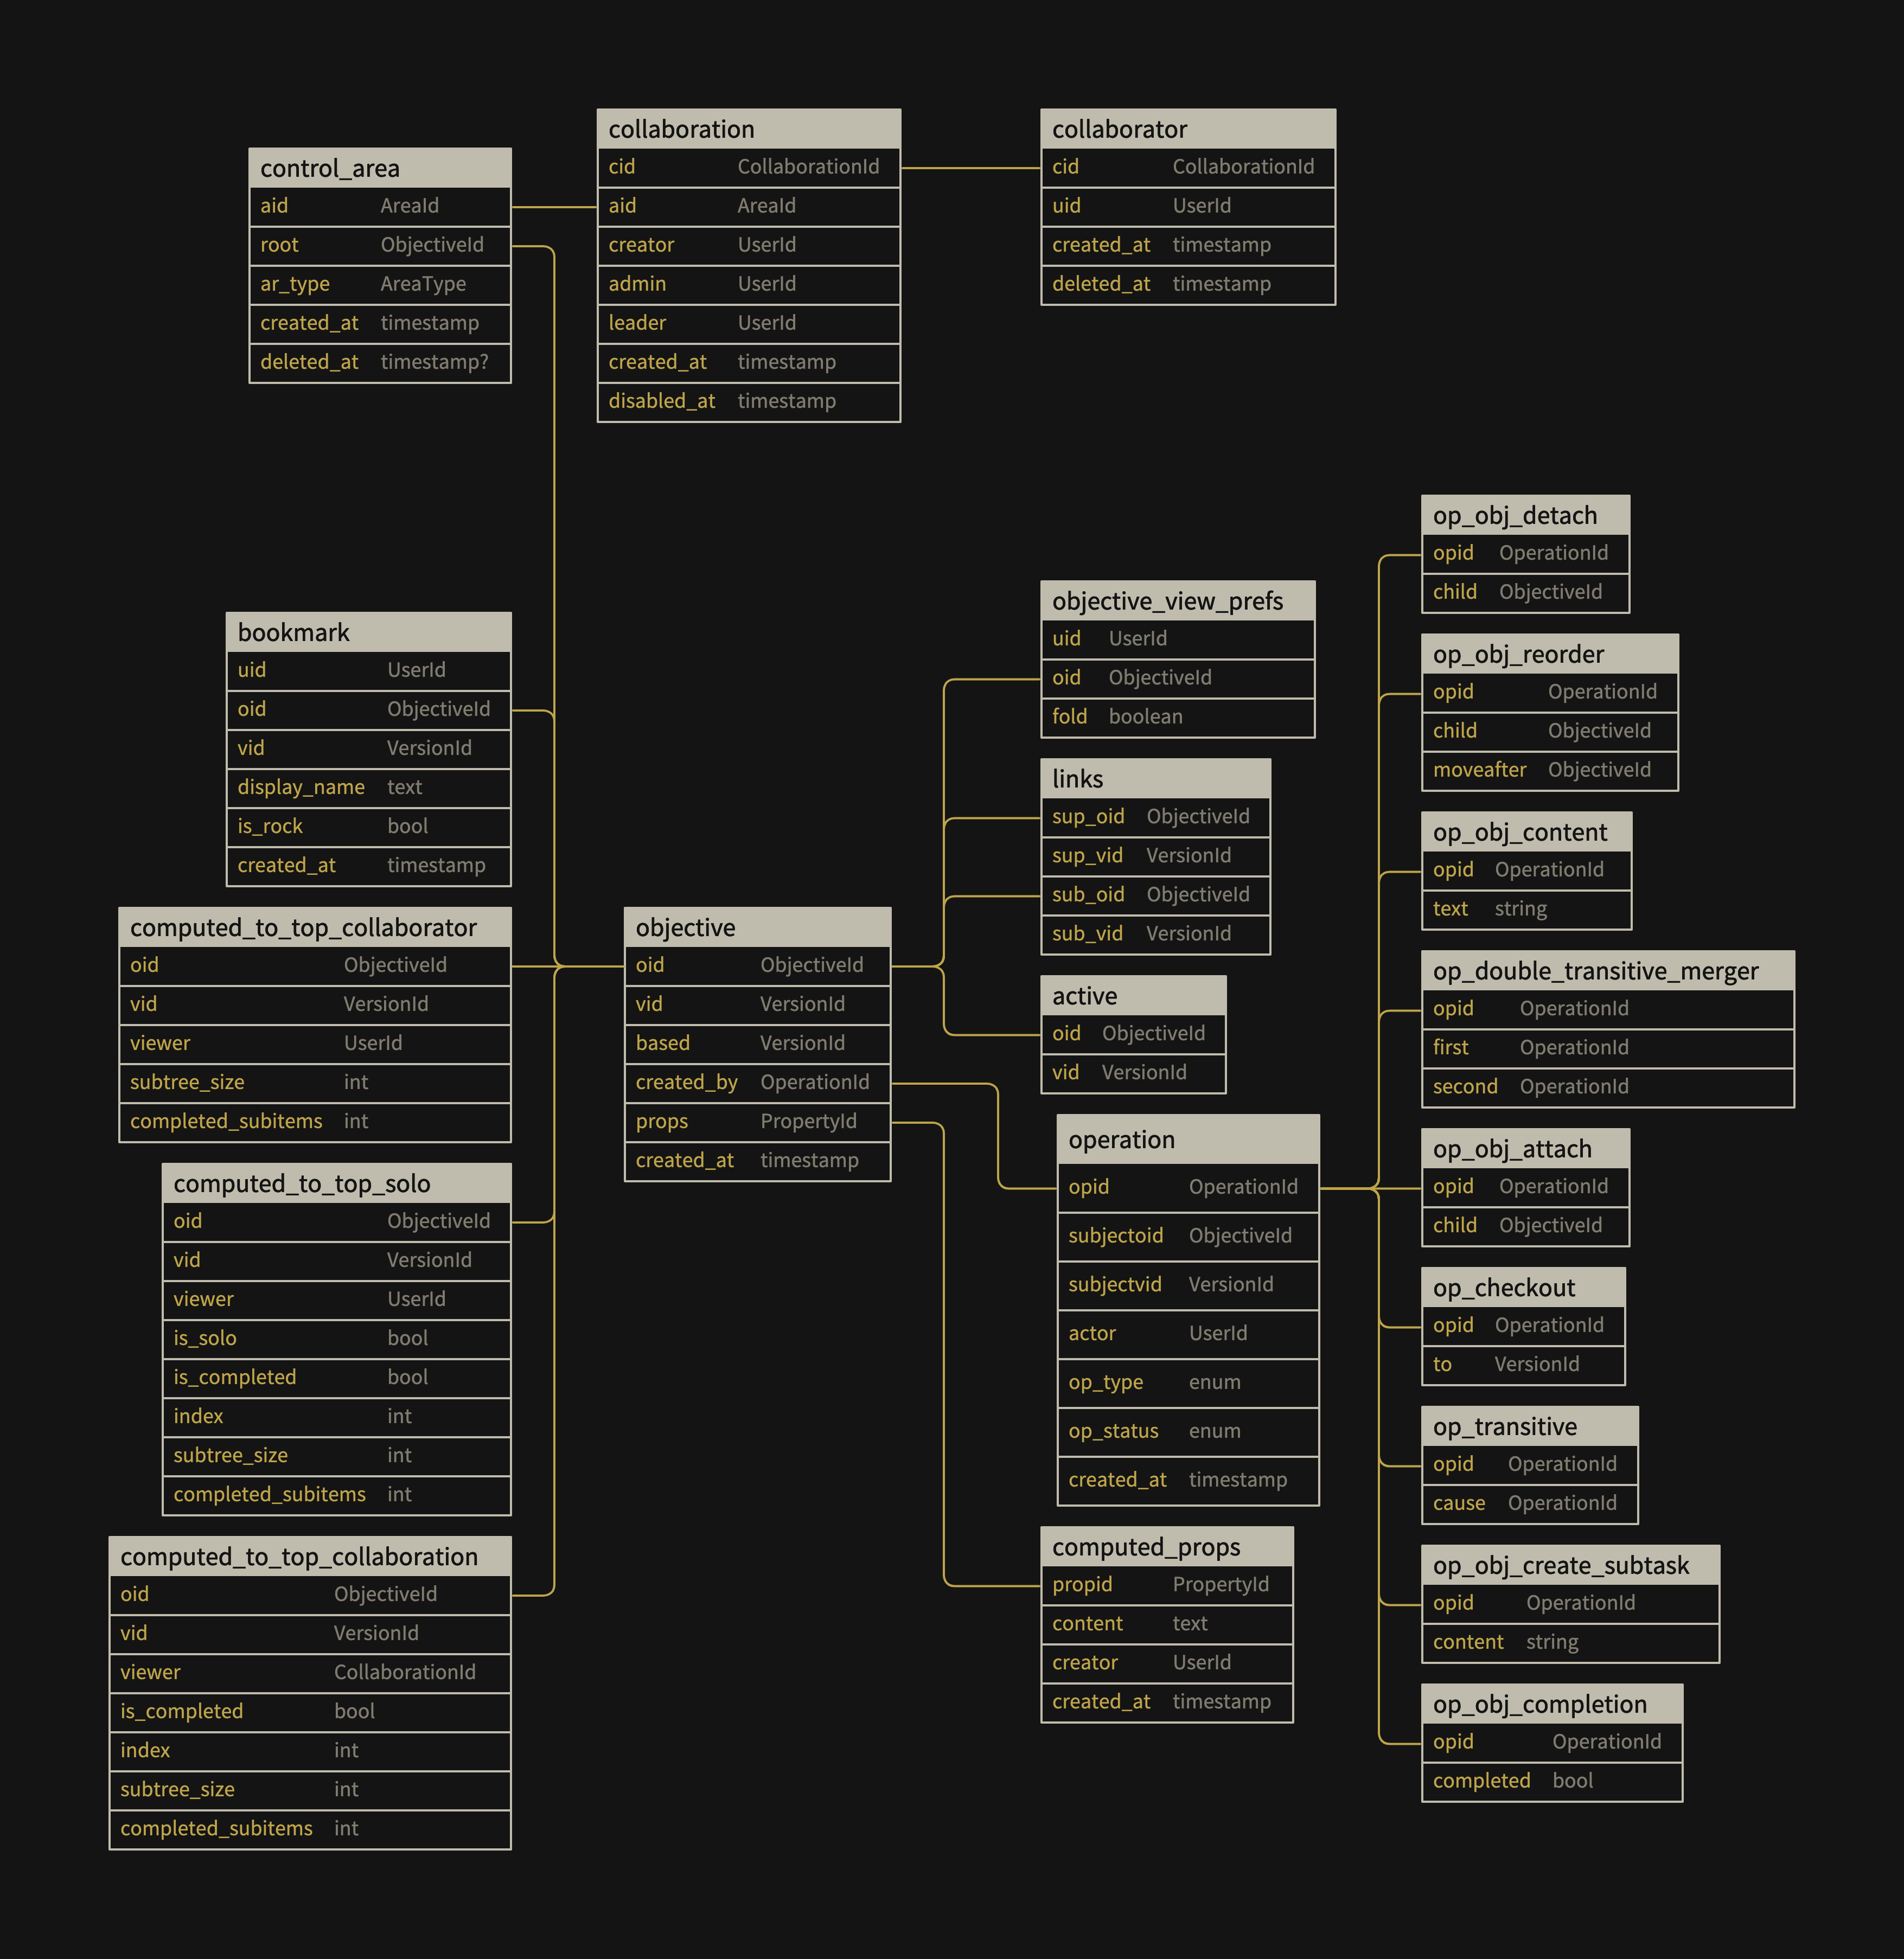 control_area
aid AreaId
root ObjectiveId
ar_type AreaType
created_at timestamp
deleted_at timestamp?
collaboration
cid CollaborationId
aid AreaId
creator UserId
admin UserId
leader UserId
created_at timestamp
disabled_at timestamp
collaborator
cid CollaborationId
uid UserId
created_at timestamp
deleted_at timestamp
bookmark
uid UserId
oid ObjectiveId
vid VersionId
display_name text
is_rock bool
created_at timestamp
computed_to_top_collaborator
oid ObjectiveId
vid VersionId
viewer UserId
subtree_size int
completed_subitems int
computed_to_top_solo
oid ObjectiveId
vid VersionId
viewer UserId
is_solo bool
is_completed bool
index int
subtree_size int
completed_subitems int
computed_to_top_collaboration
oid ObjectiveId
vid VersionId
viewer CollaborationId
is_completed bool
index int
subtree_size int
completed_subitems int
objective
oid ObjectiveId
vid VersionId
based VersionId
created_by OperationId
props PropertyId
created_at timestamp
objective_view_prefs
uid UserId
oid ObjectiveId
fold boolean
links
sup_oid ObjectiveId
sup_vid VersionId
sub_oid ObjectiveId
sub_vid VersionId
active
oid ObjectiveId
vid VersionId
operation
opid OperationId
subjectoid ObjectiveId
subjectvid VersionId
actor UserId
op_type enum
op_status enum
created_at timestamp
computed_props
propid PropertyId
content text
creator UserId
created_at timestamp
op_obj_detach
opid OperationId
child ObjectiveId
op_obj_reorder
opid OperationId
child ObjectiveId
moveafter ObjectiveId
op_obj_content
opid OperationId
text string
op_double_transitive_merger
opid OperationId
first OperationId
second OperationId
op_obj_attach
opid OperationId
child ObjectiveId
op_checkout
opid OperationId
to VersionId
op_transitive
opid OperationId
cause OperationId
op_obj_create_subtask
opid OperationId
content string
op_obj_completion
opid OperationId
completed bool